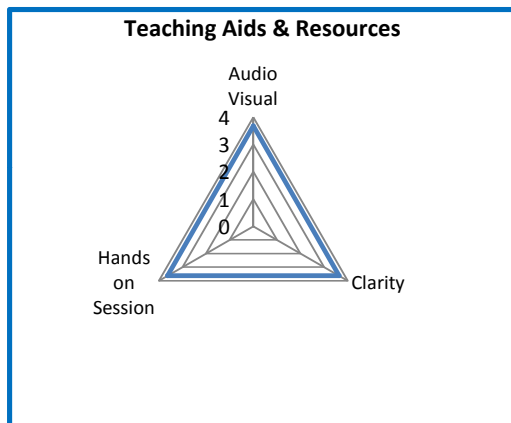 Teaching Aids & Resources
Audio
Visual
4
3
2
1
0
Hands
on
Session
Clarity